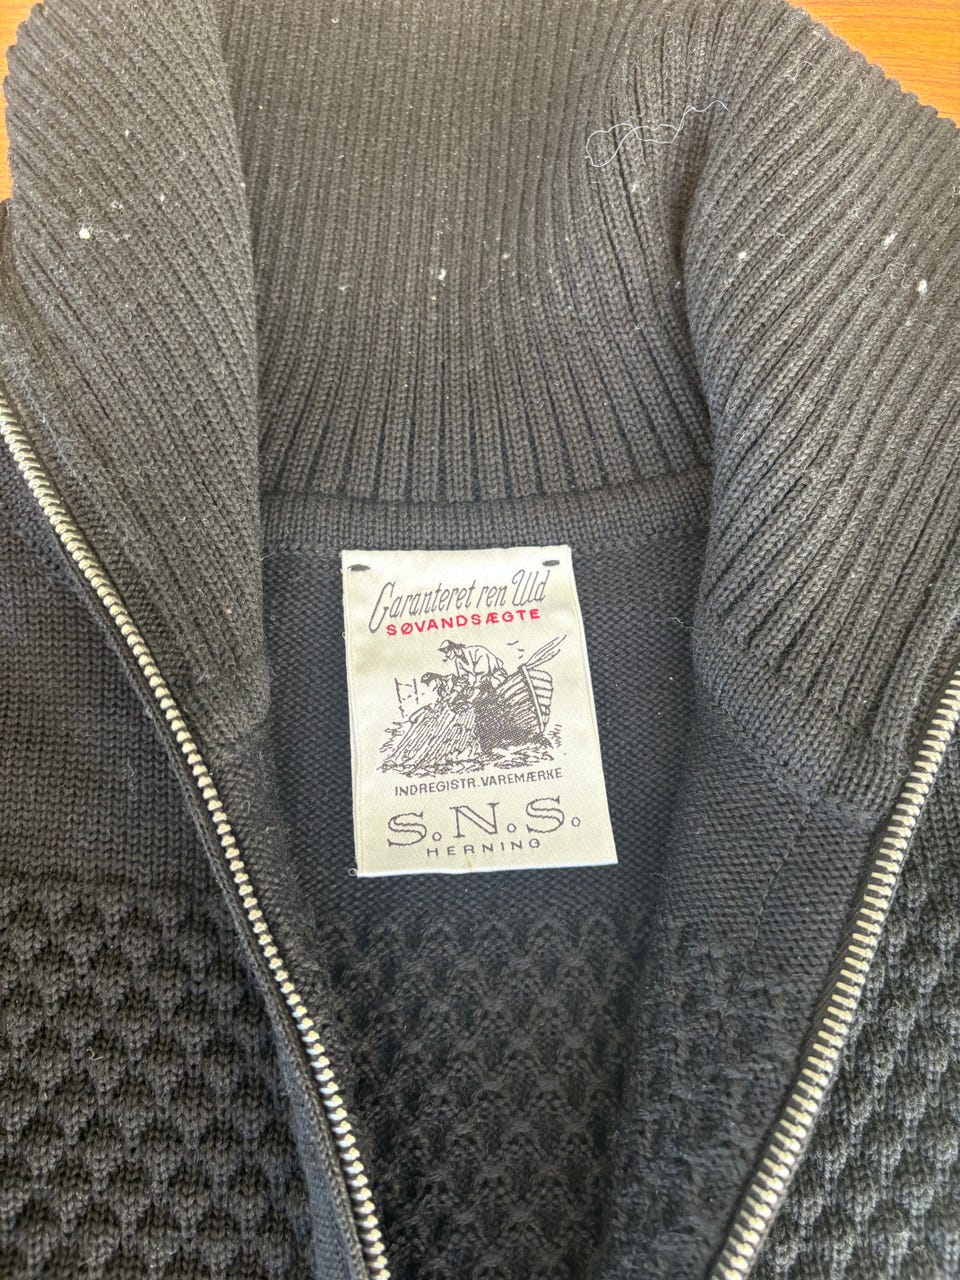 Garanteret ren Uld
SØVANDSÆGTE
INDREGISTR. VAREMÆRKE
S.N.S.
HERNING